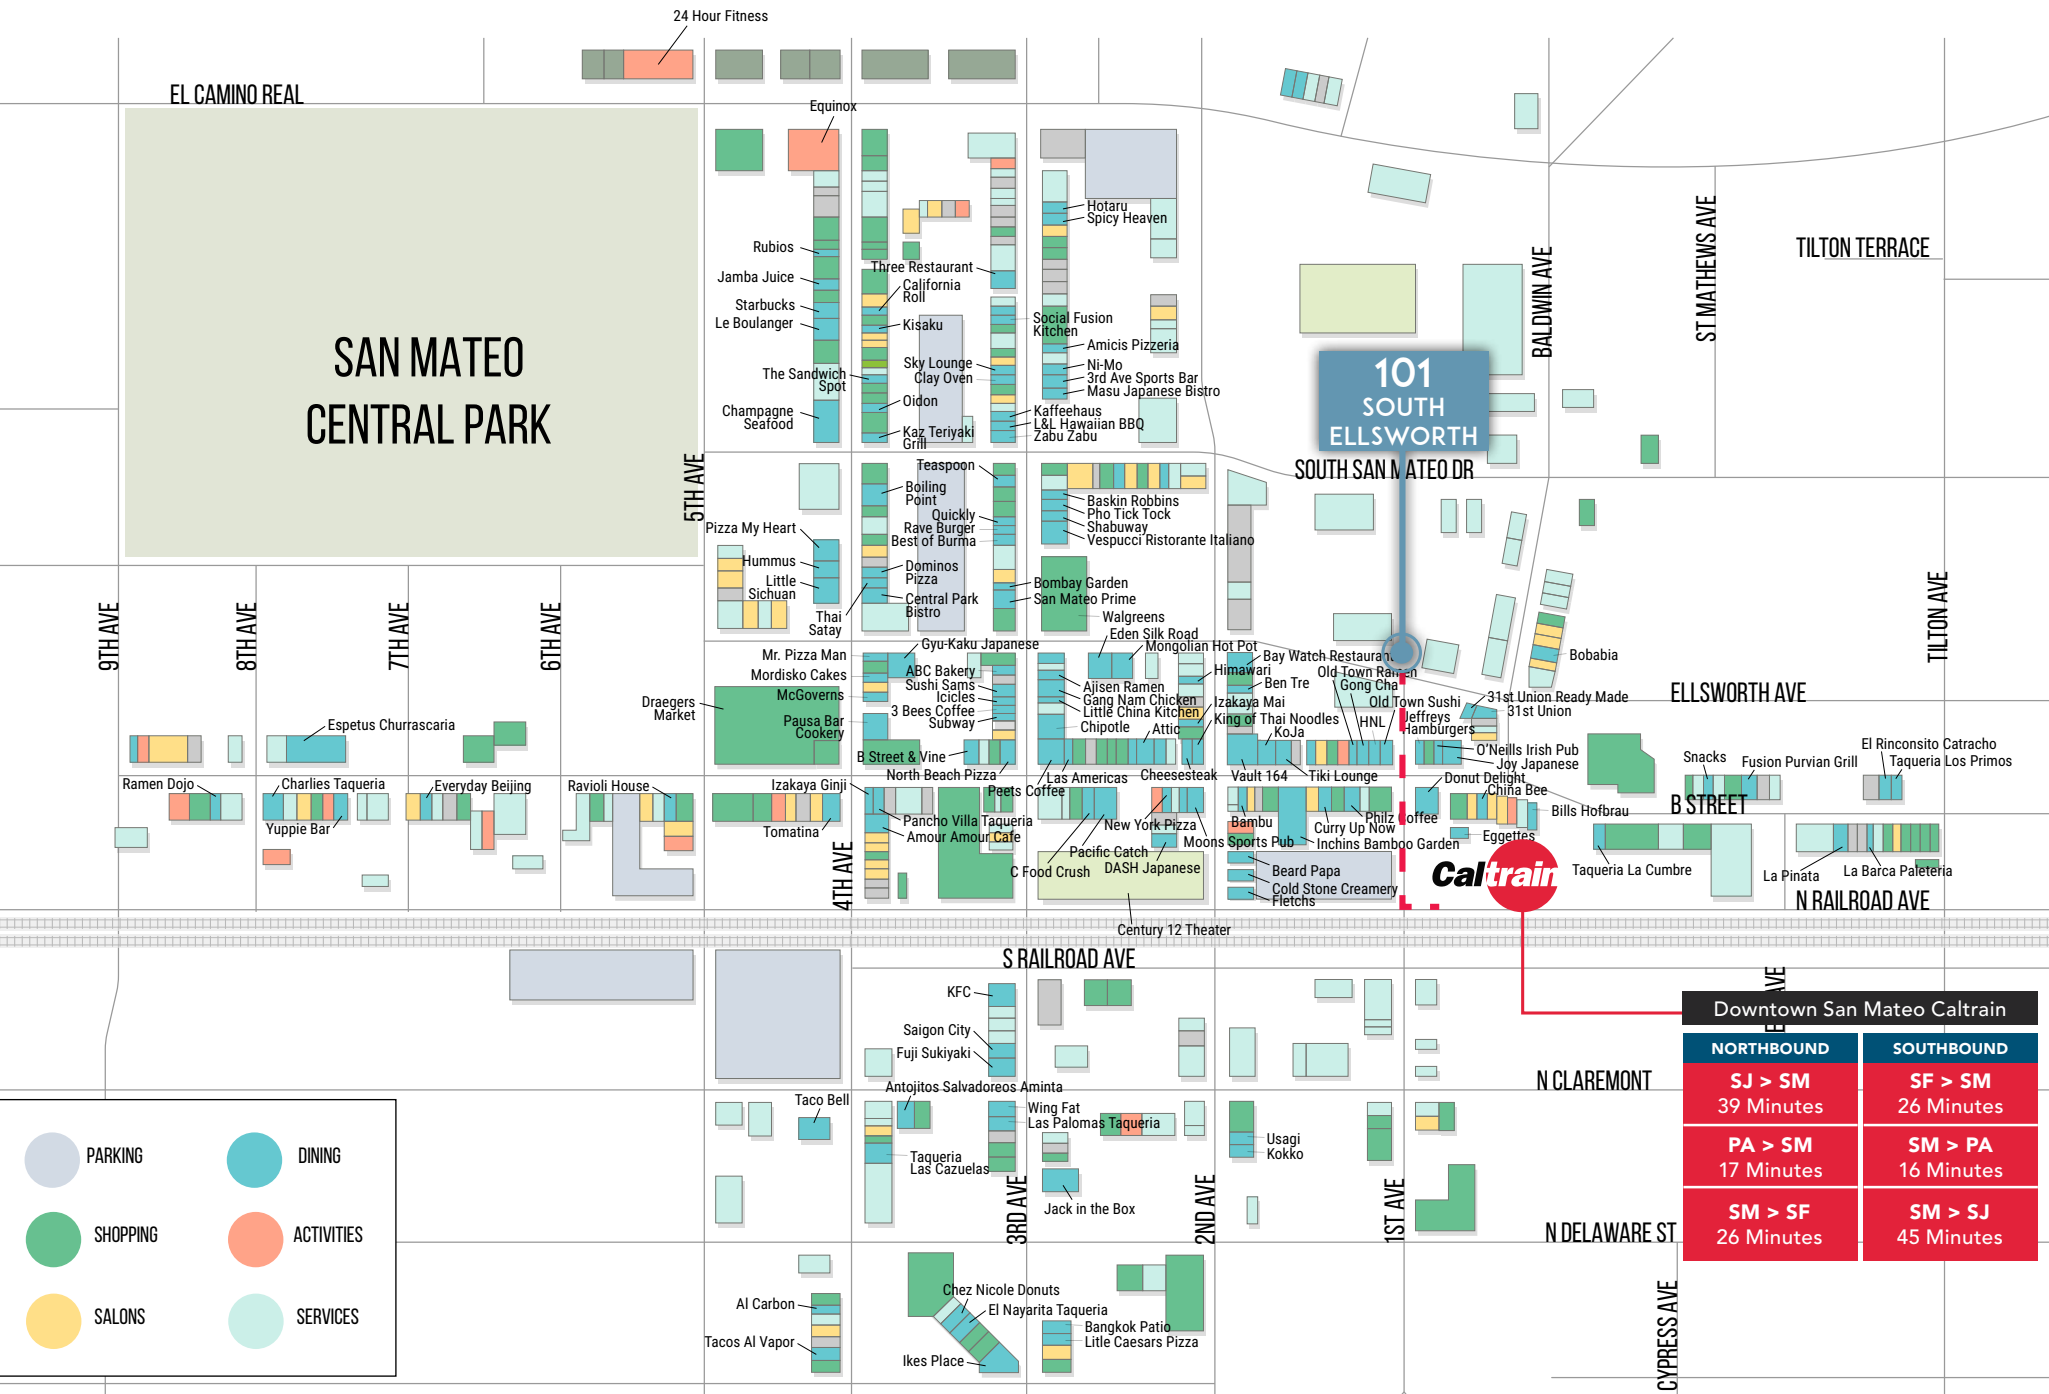 24 Hour Fitness
EL CAMINO REAL
Equinox
SAN MATEO
CENTRAL PARK
Hotaru
Spicy Heaven
Rubios
Jamba Juice
Starbucks
Le Boulanger
Three Restaurant
California
Roll
Kisaku
Social Fusion
Kitchen
Amicis Pizzeria
Sky Lounge
Clay Oven
Ni-Mo
3rd Ave Sports Bar
Masu Japanese Bistro
The Sandwich
Spot
Oidon
Champagne
Seafood
Kaz Teriyaki
Grill
Kaffeehaus
L&L Hawaiian BBQ
Zabu Zabu
BALDWIN AVE
ST MATHEWS AVE
TILTON TERRACE
101
SOUTH
ELLSWORTH
SOUTH SAN MATEO DR
5TH AVE
Teaspoon
Boiling
Point
Quickly
Rave Burger
Best of Burma
Baskin Robbins
Pho Tick Tock
Shabuway
Vespucci Ristorante Italiano
Pizza My Heart
Hummus
Little
Sichuan
Thai
Satay
Dominos
Pizza
Central Park
Bistro
Bombay Garden
San Mateo Prime
Walgreens
9TH AVE
8TH AVE
7TH AVE
6TH AVE
TILTON AVE
Eden Silk Road
Mongolian Hot Pot
Gyu-Kaku Japanese
Mr. Pizza Man
Mordisko Cakes
McGoverns
Pausa Bar
Cookery
Draegers
Market
ABC Bakery
Sushi Sams
Icicles
3 Bees Coffee
Subway
Ajisen Ramen
Gang Nam Chicken
Little China Kitchen
Chipotle
Attic
Himawari
Izakaya Mai
King of Thai Noodles
KoJa
Bay Watch Restaurant
Ben Tre
Old Town Ramen
Gong Cha
Old Town Sushi
HNL
Jeffreys
Hamburgers
Bobabia
31st Union Ready Made
31st Union
ELLSWORTH AVE
O'Neills Irish Pub
Joy Japanese
Espetus Churrascaria
B Street & Vine
North Beach Pizza
Las Americas
Cheesesteak
Vault 164
Tiki Lounge
Donut Delight
China Bee
Bills Hofbrau
Eggettes
Snacks
Fusion Purvian Grill
El Rinconsito Catracho
Taqueria Los Primos
B STREET
Ramen Dojo
Charlies Taqueria
Yuppie Bar
Everyday Beijing
Ravioli House
Izakaya Ginji
Tomatina
Pancho Villa Taqueria
Amour Amour Cafe
Peets Coffee
New York Pizza
Pacific Catch
C Food Crush
DASH Japanese
Moons Sports Pub
Bambu
Curry Up Now
Philz Coffee
Inchins Bamboo Garden
Beard Papa
Cold Stone Creamery
Fletchs
Caltrain
Taqueria La Cumbre
La Pinata
La Barca Paleteria
N RAILROAD AVE
4TH AVE
Century 12 Theater
S RAILROAD AVE
KFC
Saigon City
Fuji Sukiyaki
Antojitos Salvadoreos Aminta
Taco Bell
Wing Fat
Las Palomas Taqueria
Taqueria
Las Cazuelas
Jack in the Box
Usagi
Kokko
3RD AVE
2ND AVE
1ST AVE
N CLAREMONT
N DELAWARE ST
CYPRESS AVE
Al Carbon
Tacos Al Vapor
Chez Nicole Donuts
El Nayarita Taqueria
Ikes Place
Bangkok Patio
Litle Caesars Pizza
Downtown San Mateo Caltrain
NORTHBOUND
SOUTHBOUND
SJ > SM
39 Minutes
SF > SM
26 Minutes
PA > SM
17 Minutes
SM > PA
16 Minutes
SM > SF
26 Minutes
SM > SJ
45 Minutes
PARKING
DINING
SHOPPING
ACTIVITIES
SALONS
SERVICES